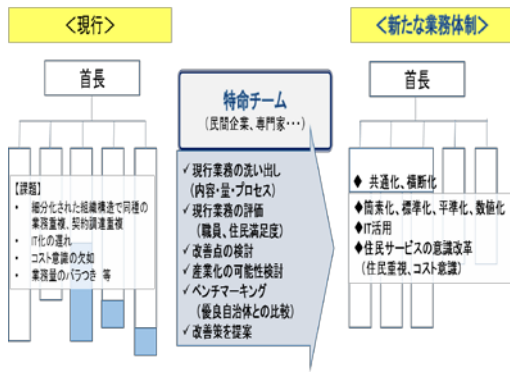 ＜現行＞
首長
【課題】
• 細分化された組織構造で同種の
業務重複、契約調達重複
• IT化の遅れ
• コスト意識の欠如
• 業務量のバラつき 等
特命チーム
（民間企業、専門家・・・）
✓現行業務の洗い出し
（内容・量・プロセス）
✓現行業務の評価
（職員、住民満足度）
✓改善点の検討
✓産業化の可能性検討
✓ベンチマーキング
（優良自治体との比較）
✓改善策を提案
＜新たな業務体制＞
首長
◆ 共通化、横断化
◆簡素化、標準化、平準化、数値化
◆IT活用
◆住民サービスの意識改革
（住民重視、コスト意識）